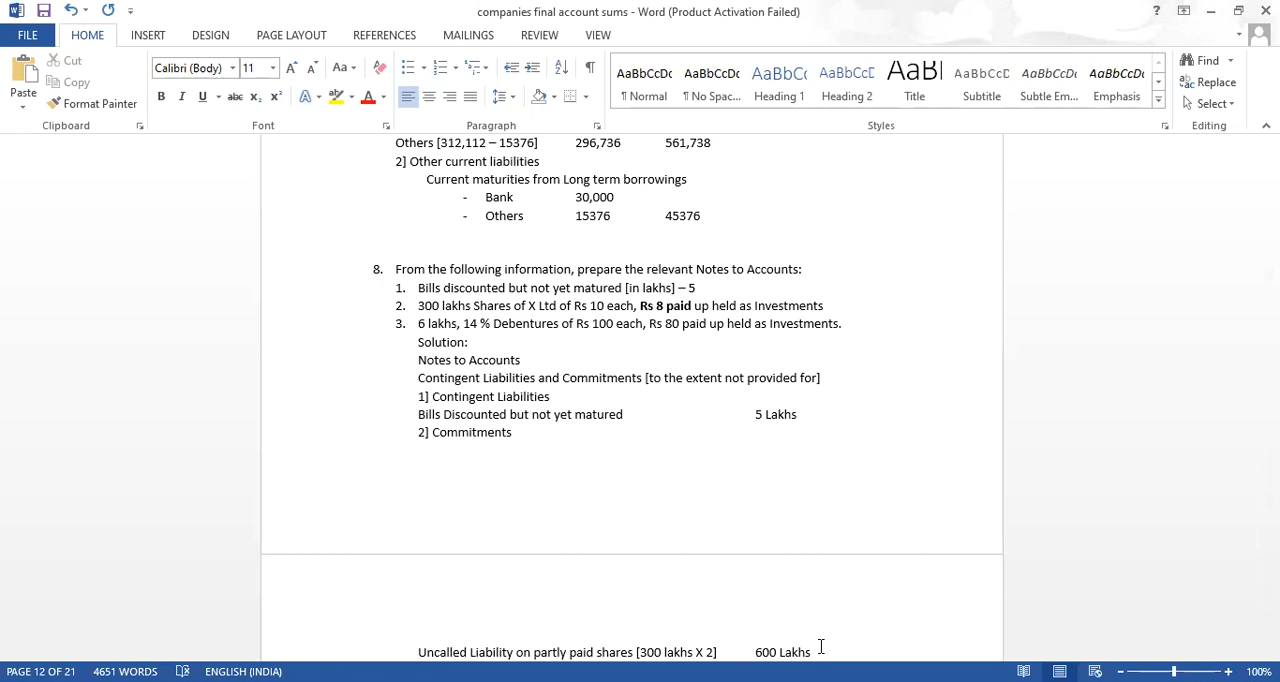 companies final account sums - Word (Product Activation Failed)
FILE HOME INSERT DESIGN PAGE LAYOUT REFERENCES MAILINGS REVIEW VIEW
Paste
Cut
Copy
Format Painter
Clipboard
Calibri (Body) 11
Font
Paragraph
AaBbCcDc AaBbCcDc AaBbCc AaBbCcC AaBl AaBbCcD AaBbCcDc AaBbCcDc
¶ Normal ¶ No Spac... Heading 1 Heading 2 Title Subtitle Subtle Em... Emphasis
Styles
Find
Replace
Select
Editing
Others [312,112 – 15376] 296,736 561,738
2] Other current liabilities
Current maturities from Long term borrowings
- Bank 30,000
- Others 15376 45376
8. From the following information, prepare the relevant Notes to Accounts:
1. Bills discounted but not yet matured [in lakhs] – 5
2. 300 lakhs Shares of X Ltd of Rs 10 each, Rs 8 paid up held as Investments
3. 6 lakhs, 14 % Debentures of Rs 100 each, Rs 80 paid up held as Investments.
Solution:
Notes to Accounts
Contingent Liabilities and Commitments [to the extent not provided for]
1] Contingent Liabilities
Bills Discounted but not yet matured 5 Lakhs
2] Commitments
Uncalled Liability on partly paid shares [300 lakhs X 2] 600 Lakhs
PAGE 12 OF 21 4651 WORDS ENGLISH (INDIA) 100%